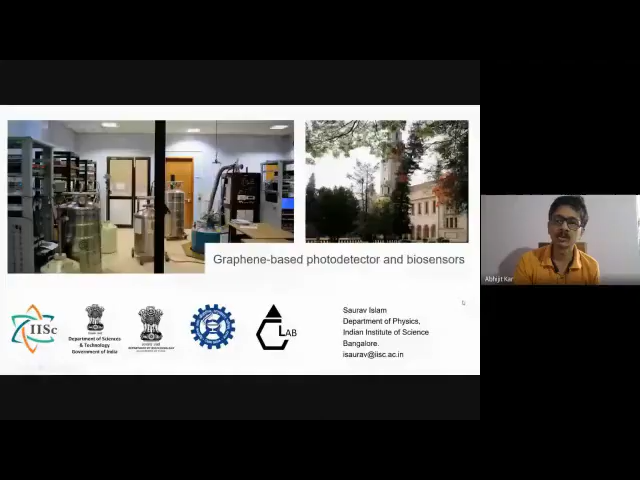 Graphene-based photodetector and biosensors
Abhijit Kar
IISc
Department of Science
& Technology
Government of India
LAB
Saurav Islam
Department of Physics,
Indian Institute of Science
Bangalore.
isaurav@iisc.ac.in